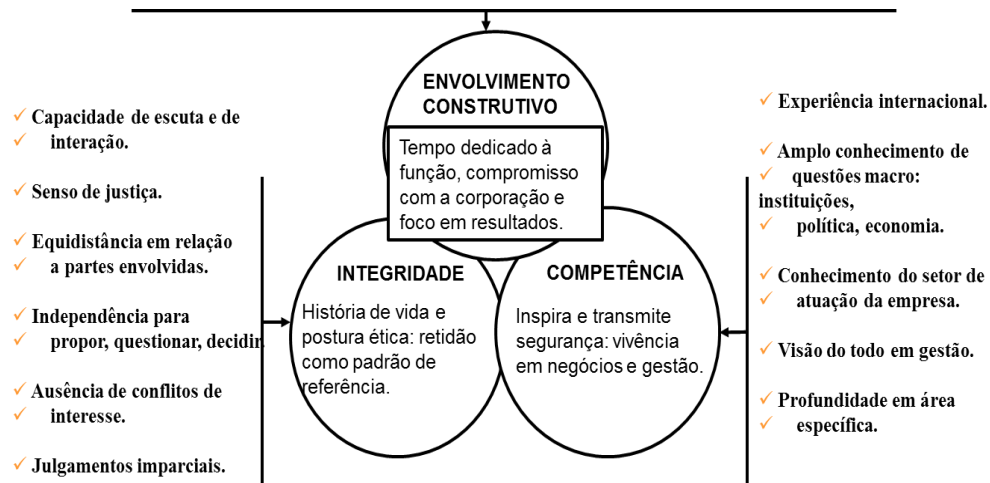 ENVOLVIMENTO
CONSTRUTIVO
Tempo dedicado à
função, compromisso
com a corporação e
foco em resultados.
✓ Capacidade de escuta e de
✓ interação.
✓ Senso de justiça.
✓ Equidistância em relação
✓ a partes envolvidas.
✓ Independência para
✓ propor, questionar, decidir.
✓ Ausência de conflitos de
✓ interesse.
✓ Julgamentos imparciais.
INTEGRIDADE
História de vida e
postura ética: retidão
como padrão de
referência.
COMPETÊNCIA
Inspira e transmite
segurança: vivência
em negócios e gestão.
✓ Experiência internacional.
✓ Amplo conhecimento de
✓ questões macro:
instituições,
✓ política, economia.
✓ Conhecimento do setor de
✓ atuação da empresa.
✓ Visão do todo em gestão.
✓ Profundidade em área
✓ específica.